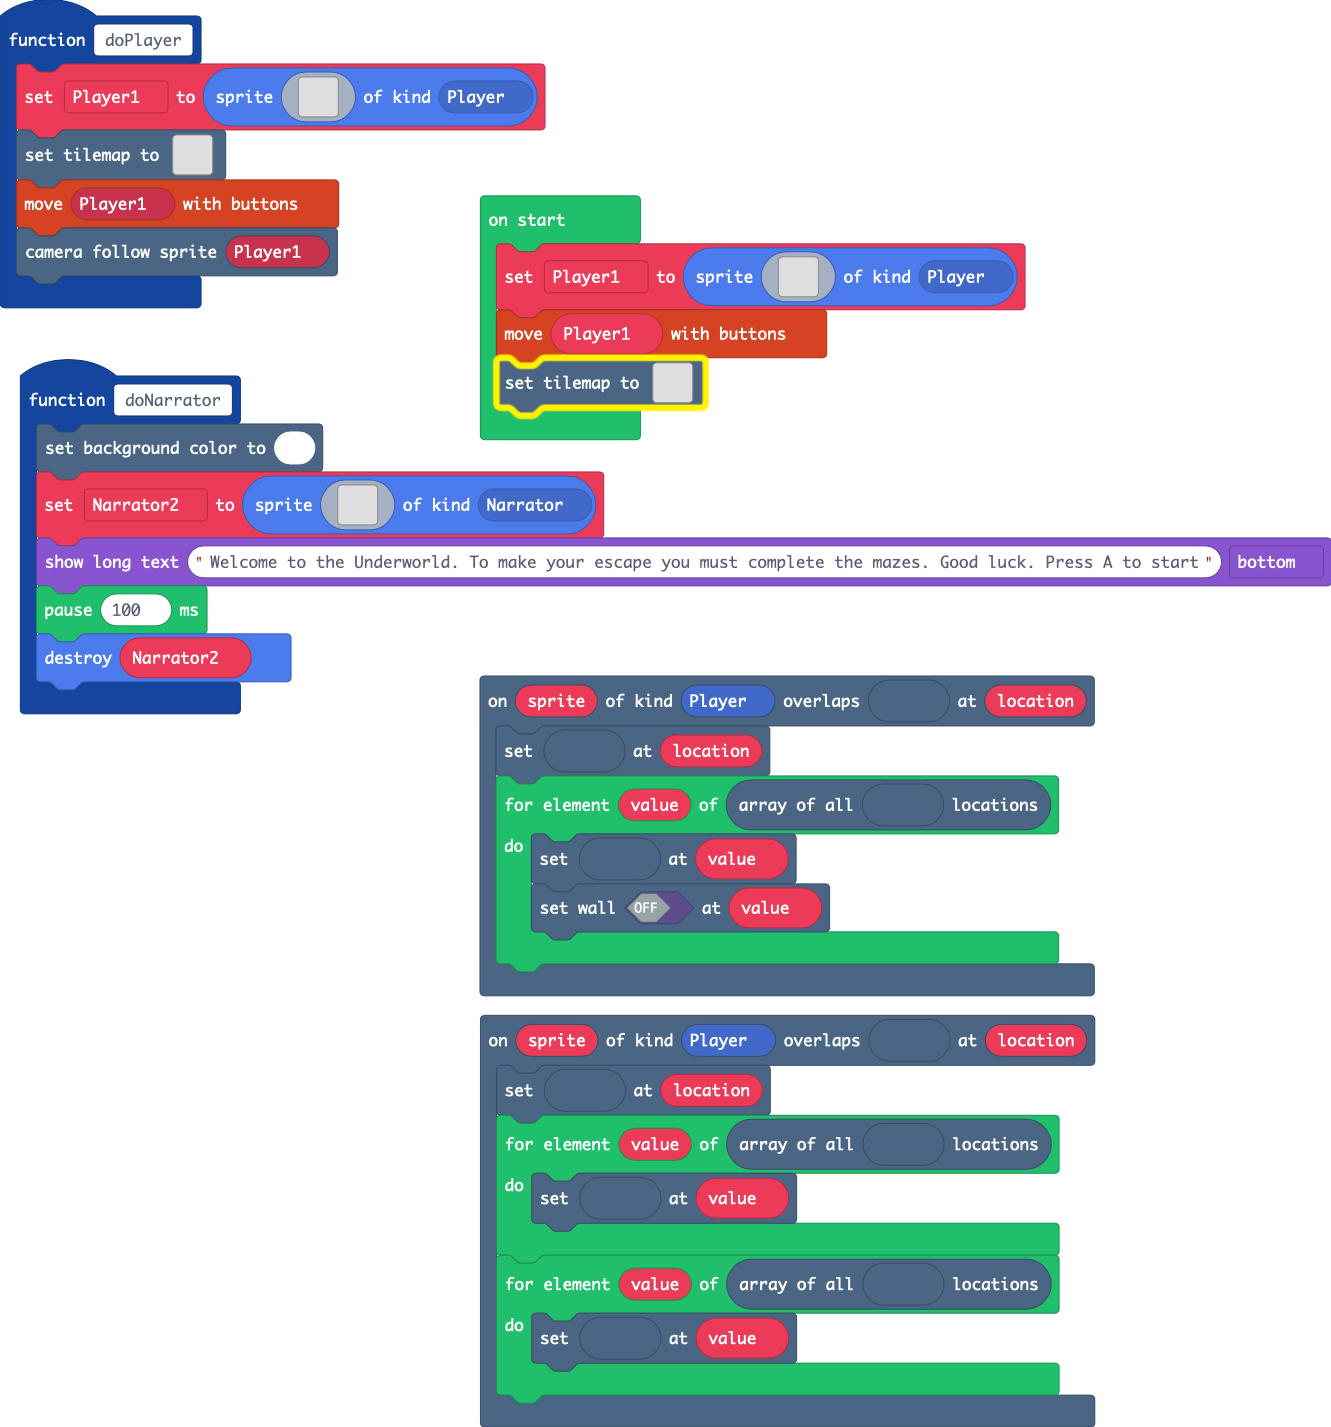 function doPlayer
set Player1 to sprite of kind Player
set tilemap to
move Player1 with buttons
camera follow sprite Player1
on start
set Player1 to sprite of kind Player
move Player1 with buttons
set tilemap to
function doNarrator
set background color to
set Narrator2 to sprite of kind Narrator
show long text " Welcome to the Underworld. To make your escape you must complete the mazes. Good luck. Press A to start " bottom
pause 100 ms
destroy Narrator2
on sprite of kind Player overlaps at location
set at location
for element value of array of all locations
do
set at value
set wall OFF at value
on sprite of kind Player overlaps at location
set at location
for element value of array of all locations
do
set at value
for element value of array of all locations
do
set at value